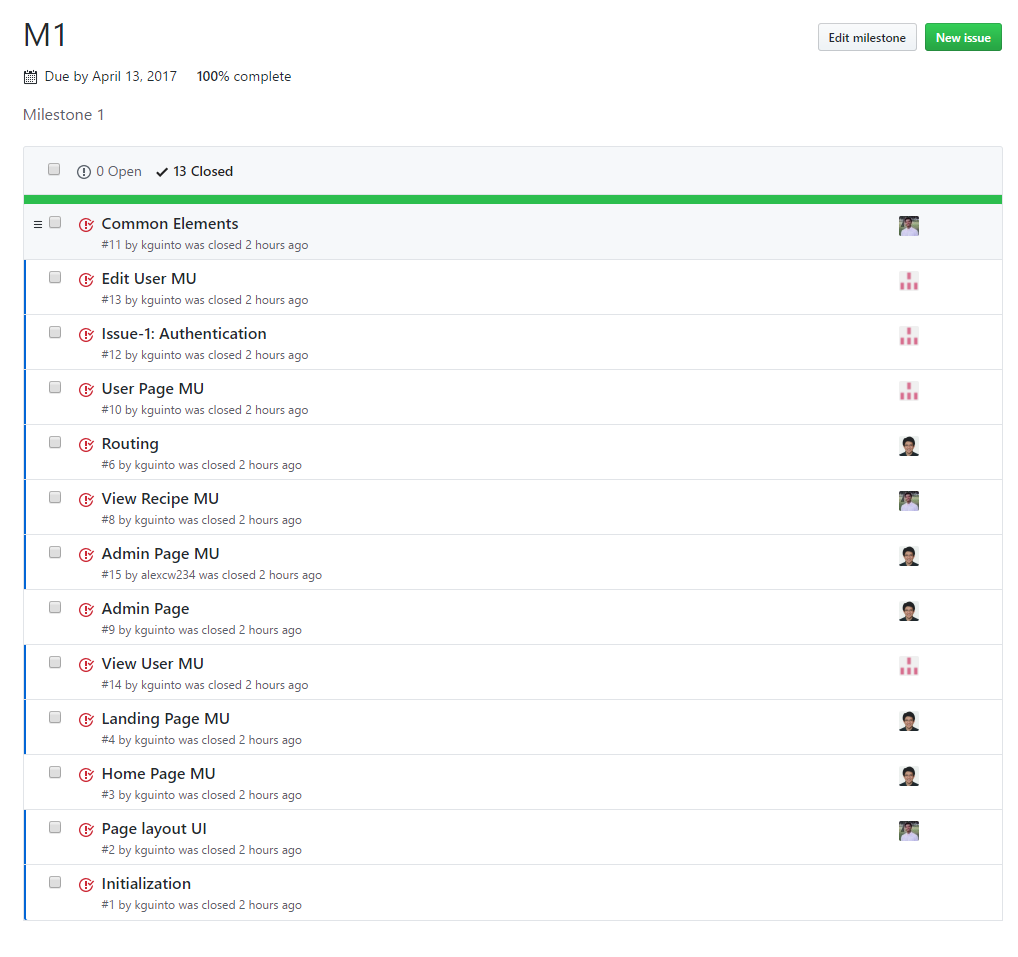 M1
Edit milestone
New issue
Due by April 13, 2017 100% complete
Milestone 1
0 Open 13 Closed
Common Elements
#11 by kguinto was closed 2 hours ago
Edit User MU
#13 by kguinto was closed 2 hours ago
Issue-1: Authentication
#12 by kguinto was closed 2 hours ago
User Page MU
#10 by kguinto was closed 2 hours ago
Routing
#6 by kguinto was closed 2 hours ago
View Recipe MU
#8 by kguinto was closed 2 hours ago
Admin Page MU
#15 by alexcw234 was closed 2 hours ago
Admin Page
#9 by kguinto was closed 2 hours ago
View User MU
#14 by kguinto was closed 2 hours ago
Landing Page MU
#4 by kguinto was closed 2 hours ago
Home Page MU
#3 by kguinto was closed 2 hours ago
Page layout UI
#2 by kguinto was closed 2 hours ago
Initialization
#1 by kguinto was closed 2 hours ago